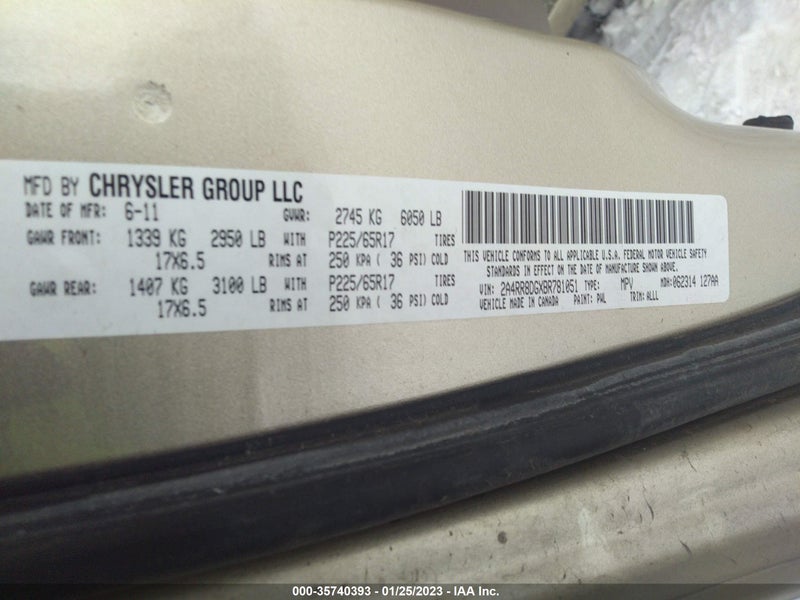 MFD BY CHRYSLER GROUP LLC
DATE OF MFR: 6-11 GVWR: 2745 KG 6050 LB
GAWR FRONT: 1339 KG 2950 LB WITH P225/65R17 TIRES
17X6.5 RIMS AT 250 KPA ( 36 PSI) COLD
GAWR REAR: 1407 KG 3100 LB WITH P225/65R17 TIRES
17X6.5 RIMS AT 250 KPA ( 36 PSI) COLD
THIS VEHICLE CONFORMS TO ALL APPLICABLE U.S.A. FEDERAL MOTOR VEHICLE SAFETY
STANDARDS IN EFFECT ON THE DATE OF MANUFACTURE SHOWN ABOVE.
VIN: 2A4RR8DGXBR781051 TYPE: MPV MDH: 062314 127AA
VEHICLE MADE IN CANADA PAINT: PWL TRIM: ALLL
000-35740393 - 01/25/2023 - IAA Inc.